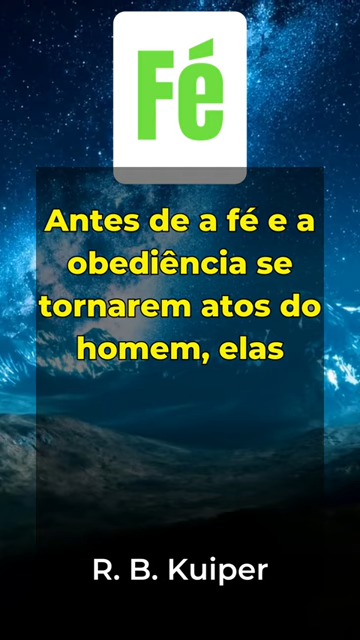 Fé
Antes de a fé e a
obediência se
tornarem atos do
homem, elas
R. B. Kuiper